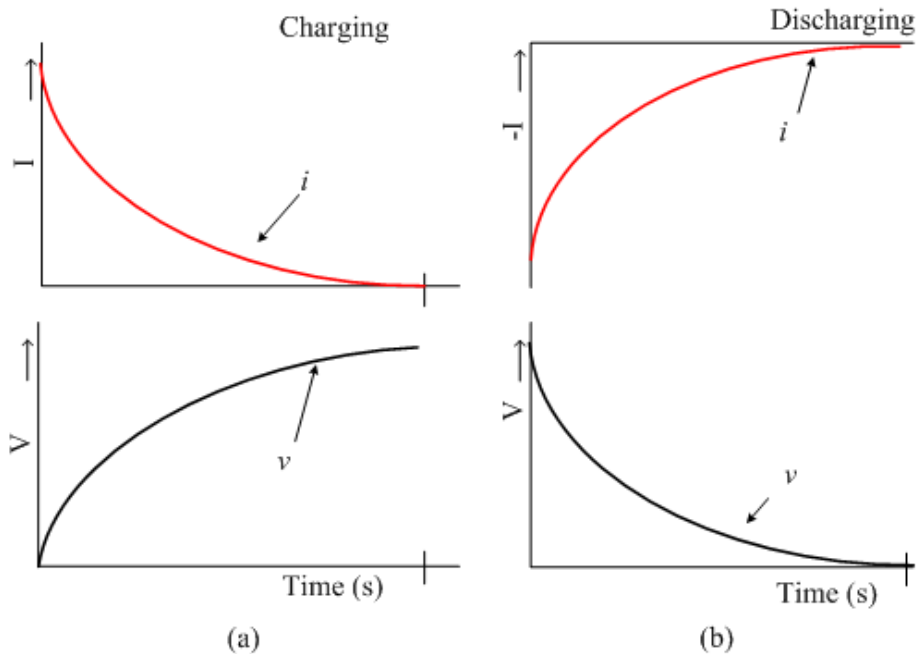 Charging
I
i
V
v
Time (s)
(a)
Discharging
-I
i
V
v
Time (s)
(b)